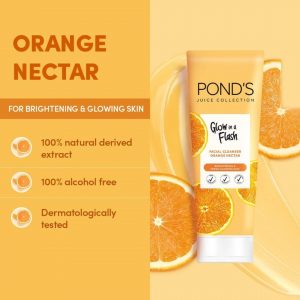 ORANGE
NECTAR
FOR BRIGHTENING & GLOWING SKIN
100% natural derived
extract
100% alcohol free
Dermatologically
tested
POND'S
JUICE COLLECTION
Glow in a
Flash
FACIAL CLEANSER
ORANGE NECTAR